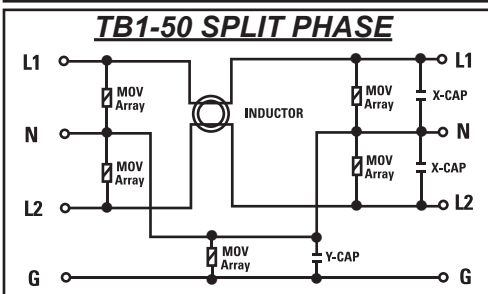 TB1-50 SPLIT PHASE
L1
L1
MOV
Array
MOV
Array
X-CAP
INDUCTOR
N
N
MOV
Array
MOV
Array
X-CAP
L2
L2
MOV
Array
Y-CAP
G
G